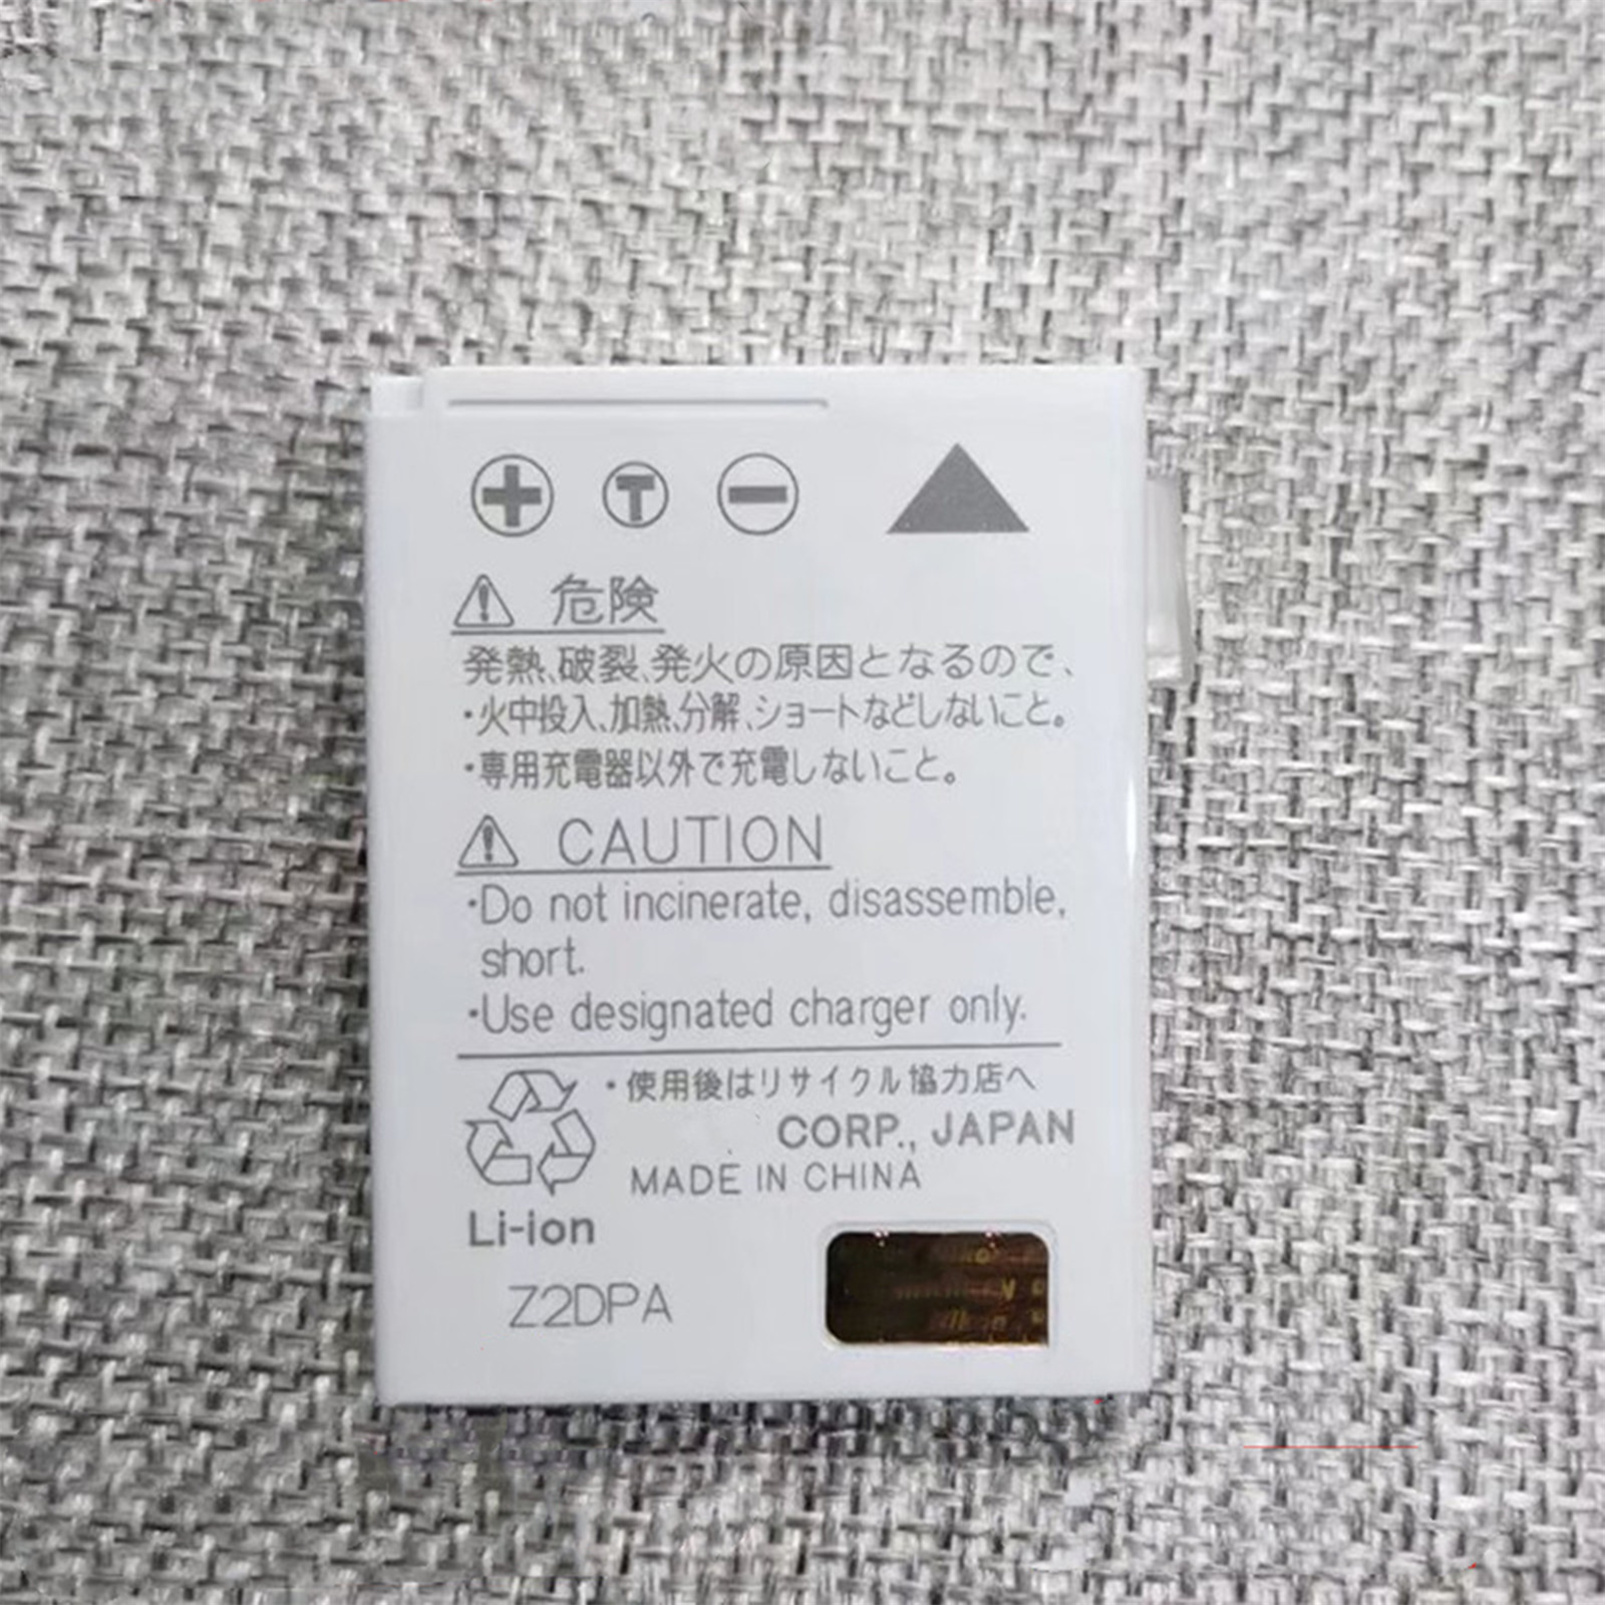 T
危険
発熱、破裂、発火の原因となるので、
・火中投入、加熱、分解、ショートなどしないこと。
・専用充電器以外で充電しないこと。
CAUTION
・Do not incinerate, disassemble,
short.
・Use designated charger only.
・使用後はリサイクル協力店へ
CORP., JAPAN
MADE IN CHINA
Li-ion
Z2DPA